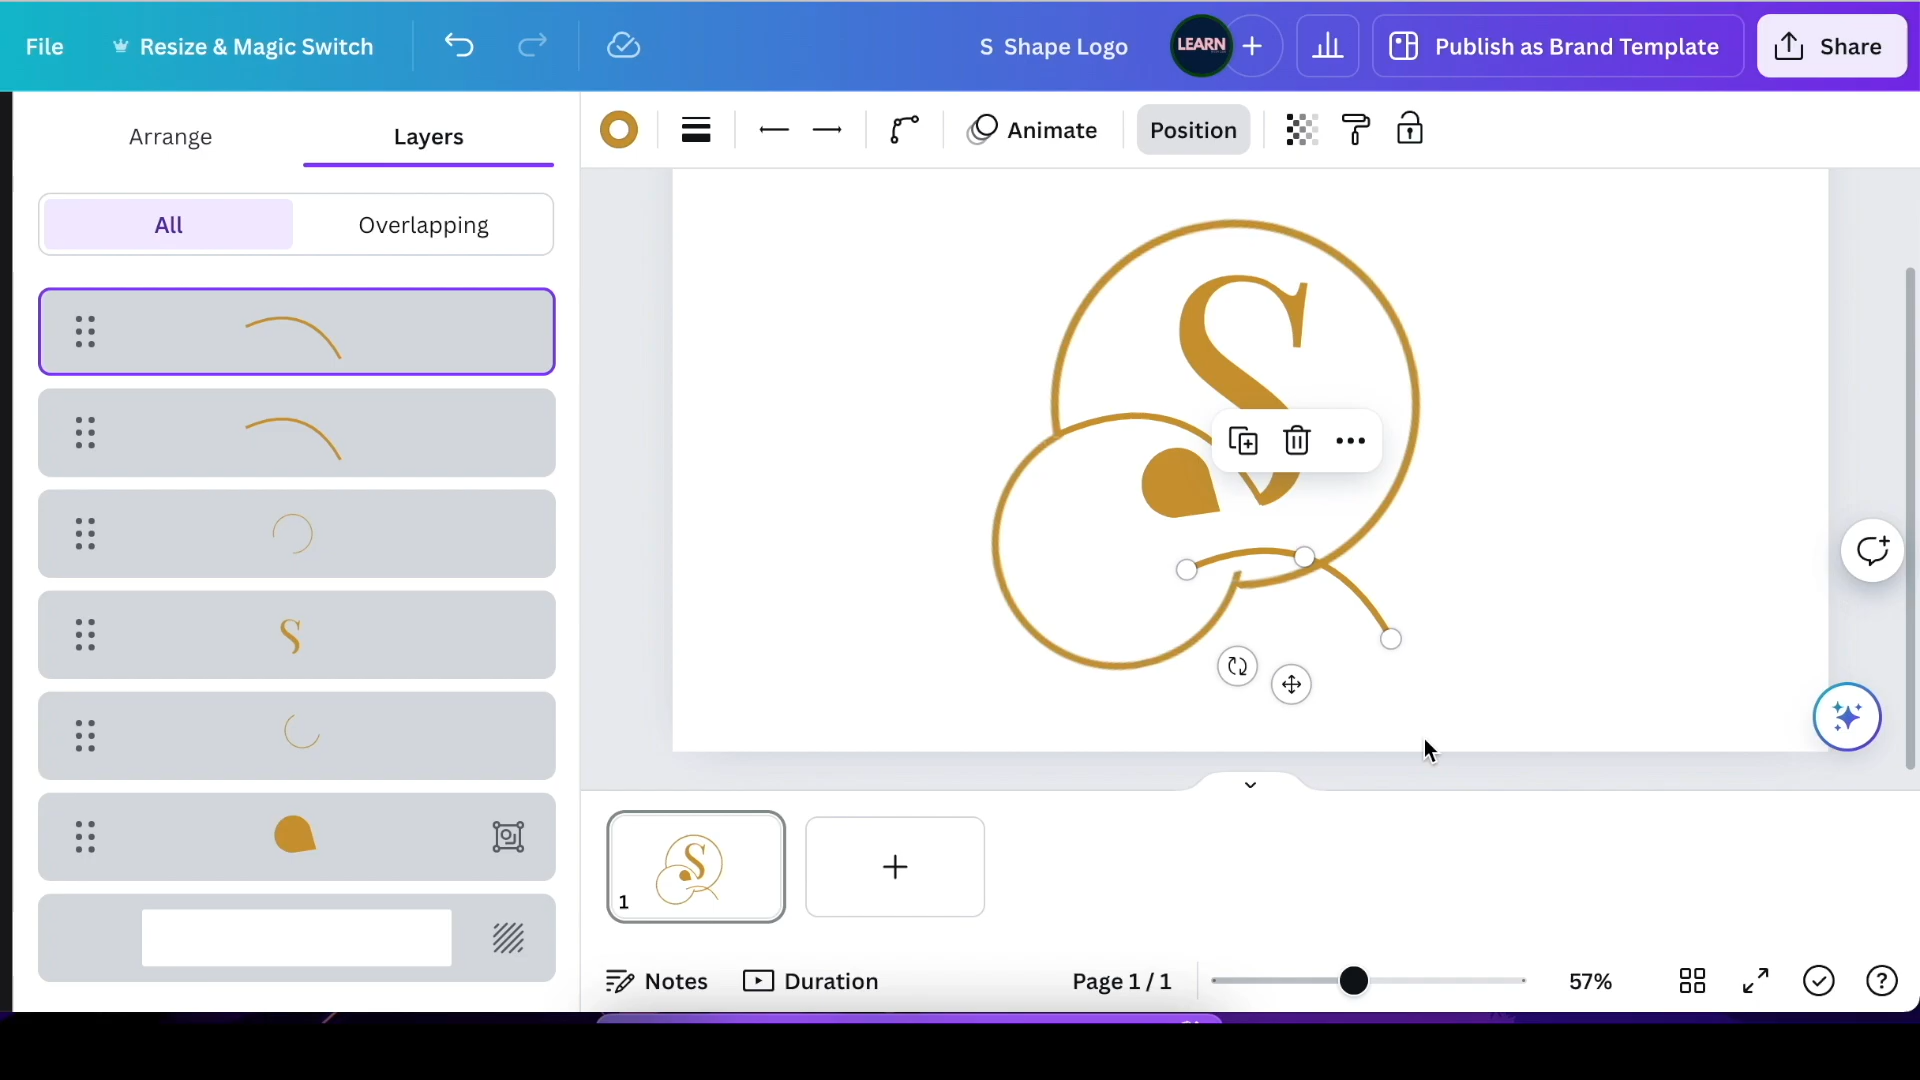 File
Resize & Magic Switch
S Shape Logo
LEARN
Publish as Brand Template
Share
Arrange
Layers
Animate
Position
All
Overlapping
S
S
S
1
Notes
Duration
Page 1 / 1
57%